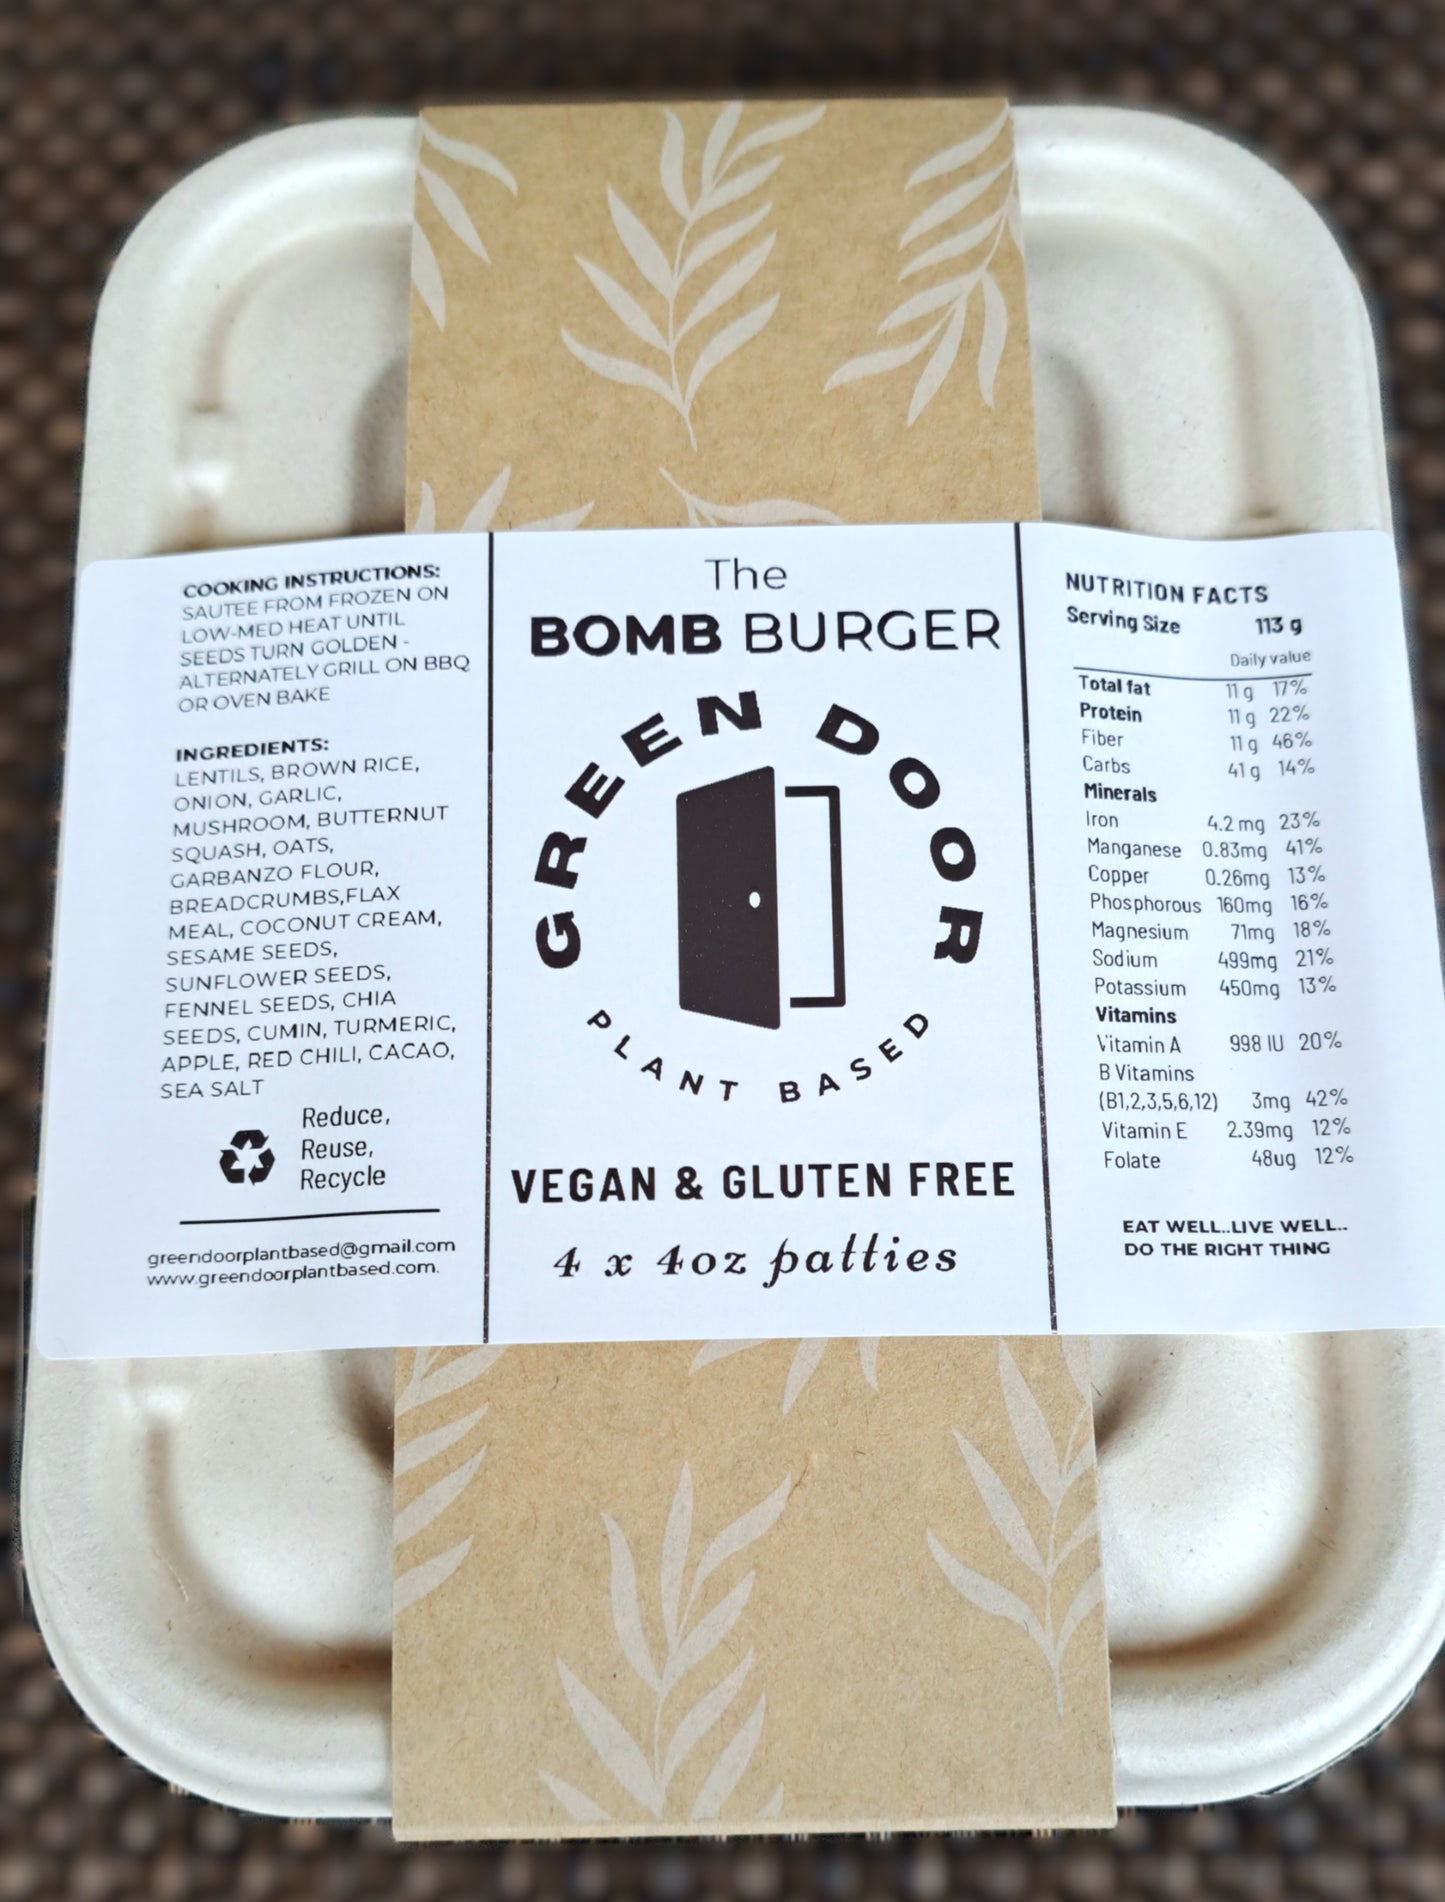 COOKING INSTRUCTIONS:
SAUTEE FROM FROZEN ON
LOW-MED HEAT UNTIL
SEEDS TURN GOLDEN -
ALTERNATELY GRILL ON BBQ
OR OVEN BAKE
INGREDIENTS:
LENTILS, BROWN RICE,
ONION, GARLIC,
MUSHROOM, BUTTERNUT
SQUASH, OATS,
GARBANZO FLOUR,
BREADCRUMBS,FLAX
MEAL, COCONUT CREAM,
SESAME SEEDS,
SUNFLOWER SEEDS,
FENNEL SEEDS, CHIA
SEEDS, CUMIN, TURMERIC,
APPLE, RED CHILI, CACAO,
SEA SALT
Reduce,
Reuse,
Recycle
greendoorplantbased@gmail.com
www.greendoorplantbased.com.
The
BOMB BURGER
GREEN DOOR
PLANT BASED
VEGAN & GLUTEN FREE
4 x 4oz patties
NUTRITION FACTS
Serving Size 113 g
Daily value
Total fat 11 g 17%
Protein 11 g 22%
Fiber 11 g 46%
Carbs 41 g 14%
Minerals
Iron 4.2 mg 23%
Manganese 0.83mg 41%
Copper 0.26mg 13%
Phosphorous 160mg 16%
Magnesium 71mg 18%
Sodium 499mg 21%
Potassium 450mg 13%
Vitamins
Vitamin A 998 IU 20%
B Vitamins
(B1,2,3,5,6,12) 3mg 42%
Vitamin E 2.39mg 12%
Folate 48ug 12%
EAT WELL..LIVE WELL..
DO THE RIGHT THING